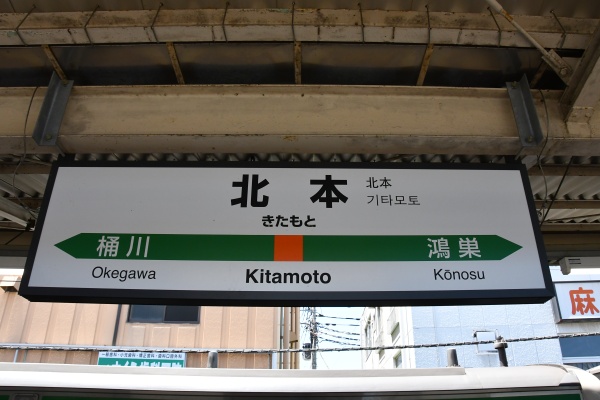 北本
北本
기타모토
きたもと
桶川
鴻巣
Okegawa
Kitamoto
Kōnosu
麻